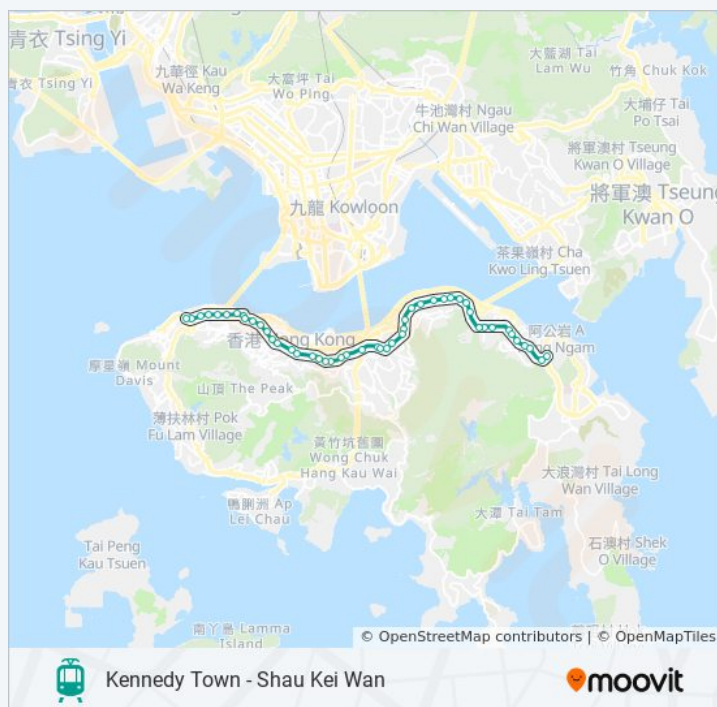 青衣 Tsing Yi
九華徑 Kau
Wa Keng
青衣 Tsing Yi
大窩坪 Tai
Wo Ping
大藍湖 Tai
Lam Wu
竹角 Chuk Kok
牛池灣村 Ngau
Chi Wan Village
大埔仔 Tai
Po Tsai
將軍澳村 Tseung
Kwan O Village
將軍澳 Tseung
Kwan O
九龍 Kowloon
茶果嶺村 Cha
Kwo Ling Tsuen
香港 Hong Kong
阿公岩 A
Kung Ngam
摩星嶺 Mount
Davis
山頂 The Peak
薄扶林村 Pok
Fu Lam Village
黃竹坑舊圍
Wong Chuk
Hang Kau Wai
鴨脷洲 Ap
Lei Chau
大浪灣村 Tai Long
Wan Village
大潭 Tai Tam
石澳村 Shek
O Village
Tai Peng
Kau Tsuen
南丫島 Lamma
Island
© OpenStreetMap contributors | © OpenMapTiles
Kennedy Town - Shau Kei Wan
moovit